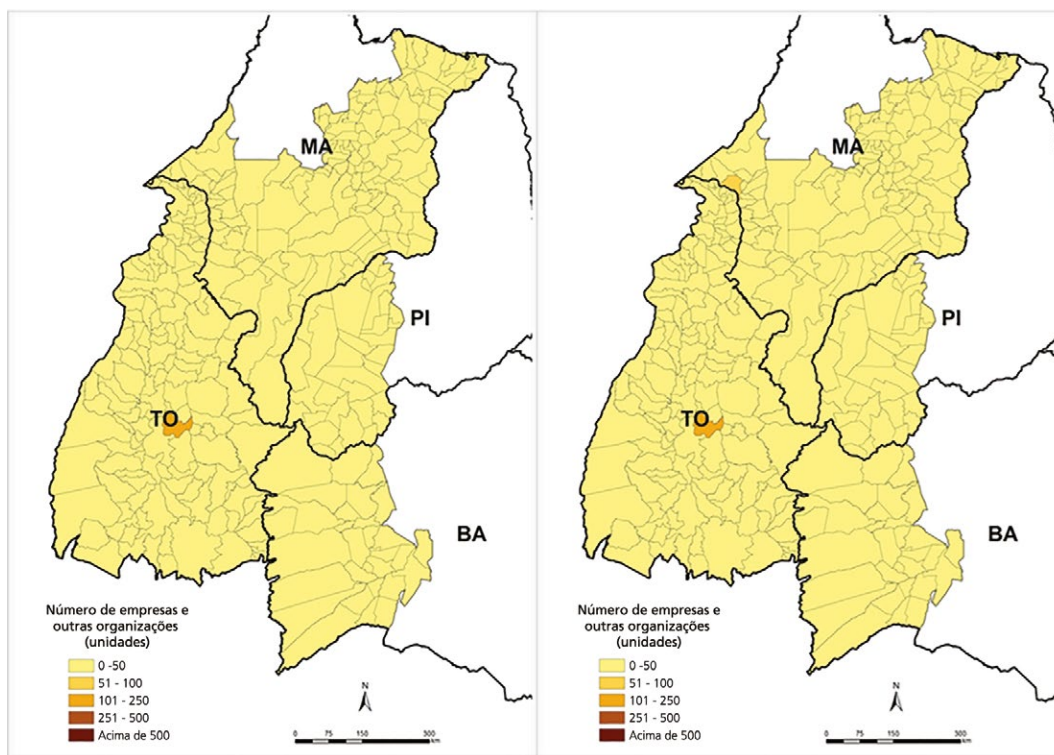 MA
PI
TO
BA
Número de empresas e
outras organizações
(unidades)
0 -50
51 - 100
101 - 250
251 - 500
Acima de 500
N
0 75 150 300
km
MA
PI
TO
BA
Número de empresas e
outras organizações
(unidades)
0 -50
51 - 100
101 - 250
251 - 500
Acima de 500
N
0 75 150 300
km